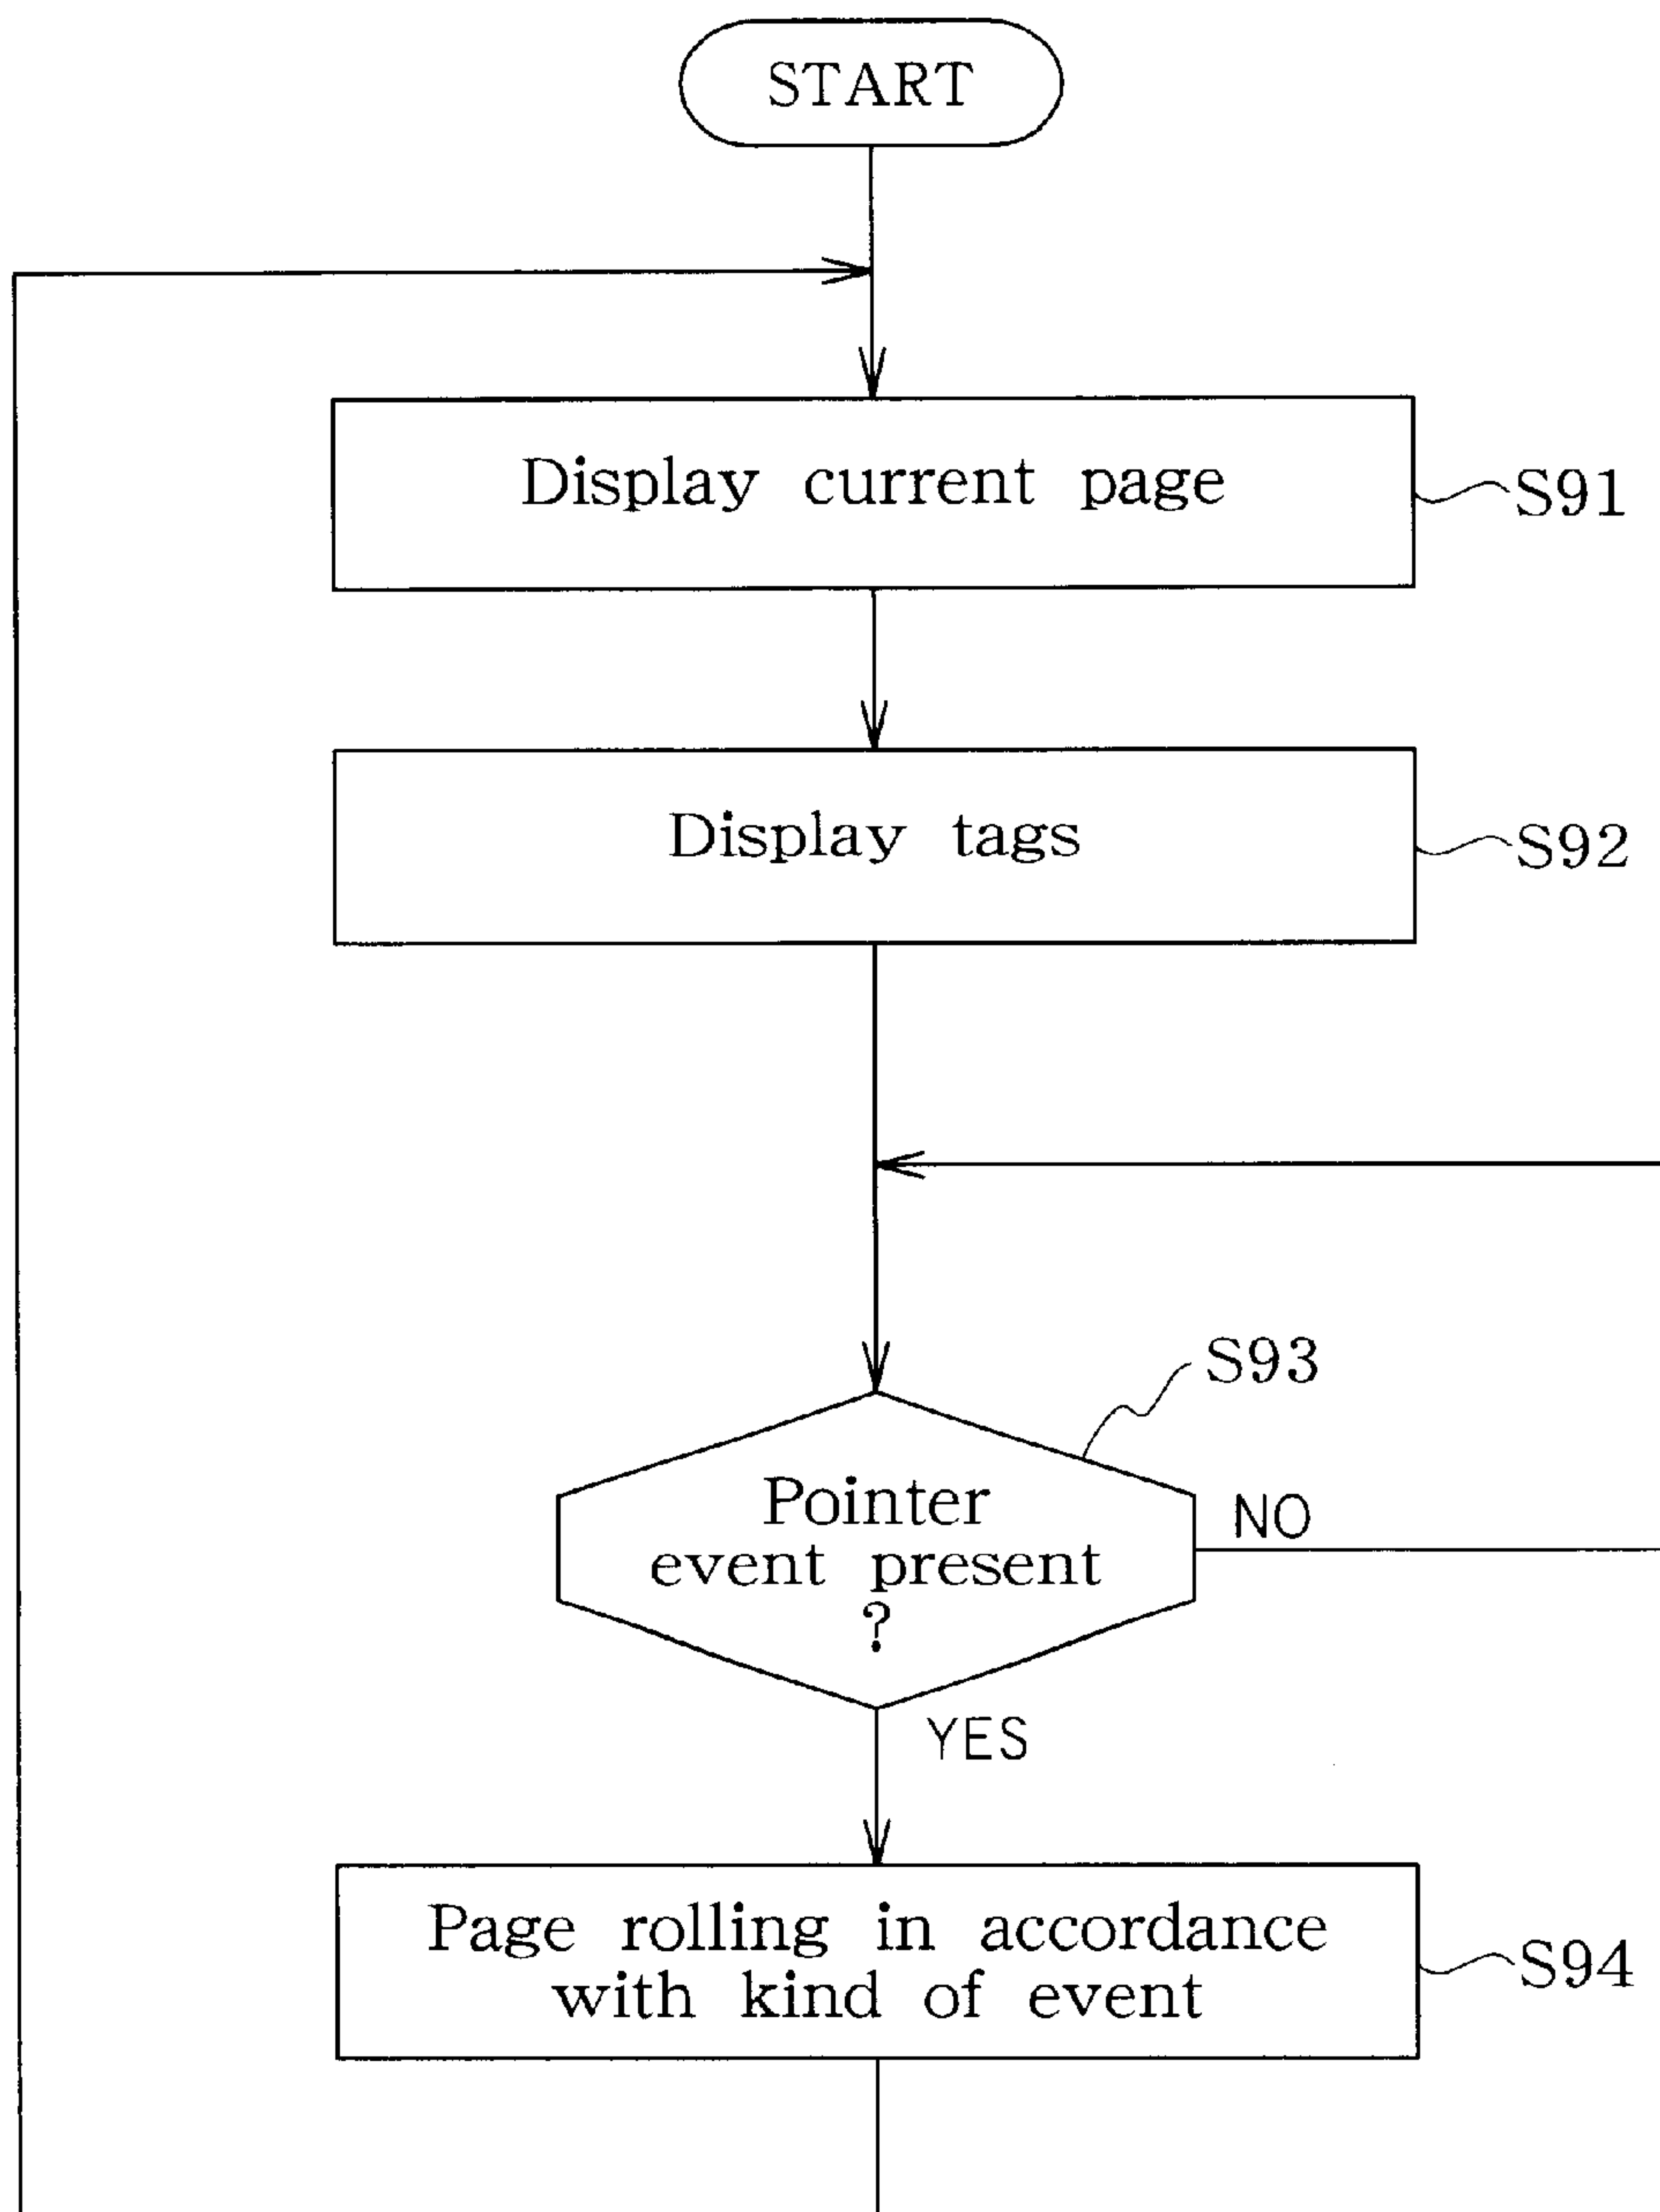 START
Display current page
S91
Display tags
S92
S93
Pointer
event present
?
NO
YES
Page rolling in accordance
with kind of event
S94